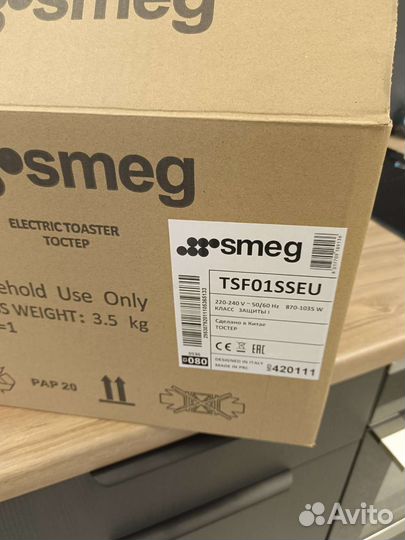 smeg
smeg
ELECTRIC TOASTER
ТОСТЕР
ehold Use Only
S WEIGHT: 3.5 kg
=1
PAP 20
smeg
TSF01SSEU
220-240 V ~ 50/60 Hz 870-1035 W
КЛАСС ЗАЩИТЫ I
Сделано в Китае
ТОСТЕР
CE EAC
080
DESIGNED IN ITALY
MADE IN PRC
420111
Avito